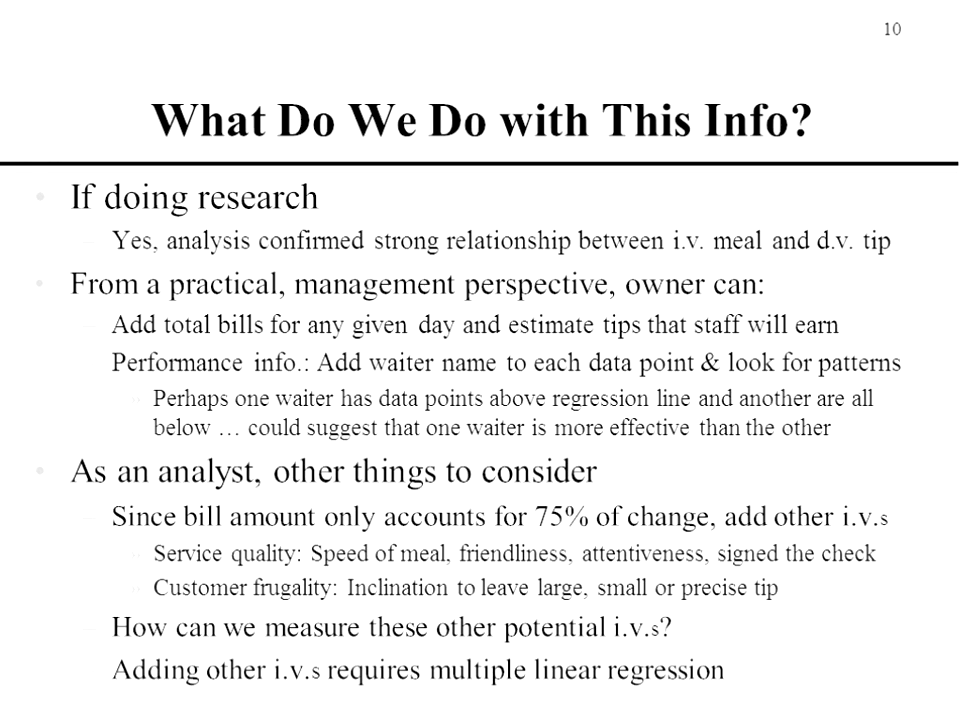 10
What Do We Do with This Info?
• If doing research
– Yes, analysis confirmed strong relationship between i.v. meal and d.v. tip
• From a practical, management perspective, owner can:
– Add total bills for any given day and estimate tips that staff will earn
Performance info.: Add waiter name to each data point & look for patterns
» Perhaps one waiter has data points above regression line and another are all
below … could suggest that one waiter is more effective than the other
• As an analyst, other things to consider
– Since bill amount only accounts for 75% of change, add other i.v.s
» Service quality: Speed of meal, friendliness, attentiveness, signed the check
» Customer frugality: Inclination to leave large, small or precise tip
– How can we measure these other potential i.v.s?
Adding other i.v.s requires multiple linear regression